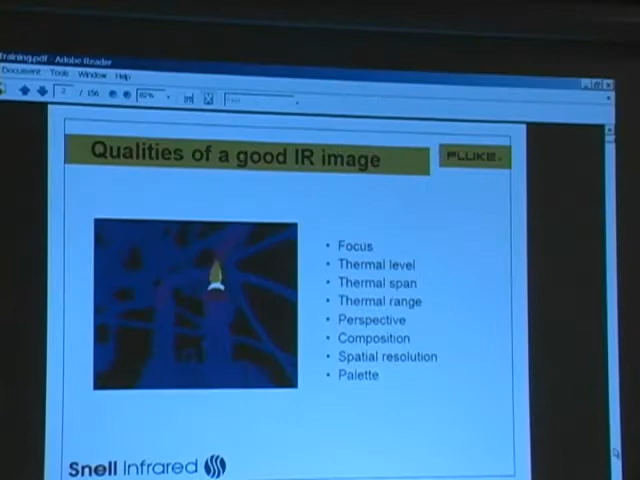 Training.pdf - Adobe Reader
Document Tools Window Help
2 / 156 82%
Qualities of a good IR image
FLUKE.
• Focus
• Thermal level
• Thermal span
• Thermal range
• Perspective
• Composition
• Spatial resolution
• Palette
Snell Infrared